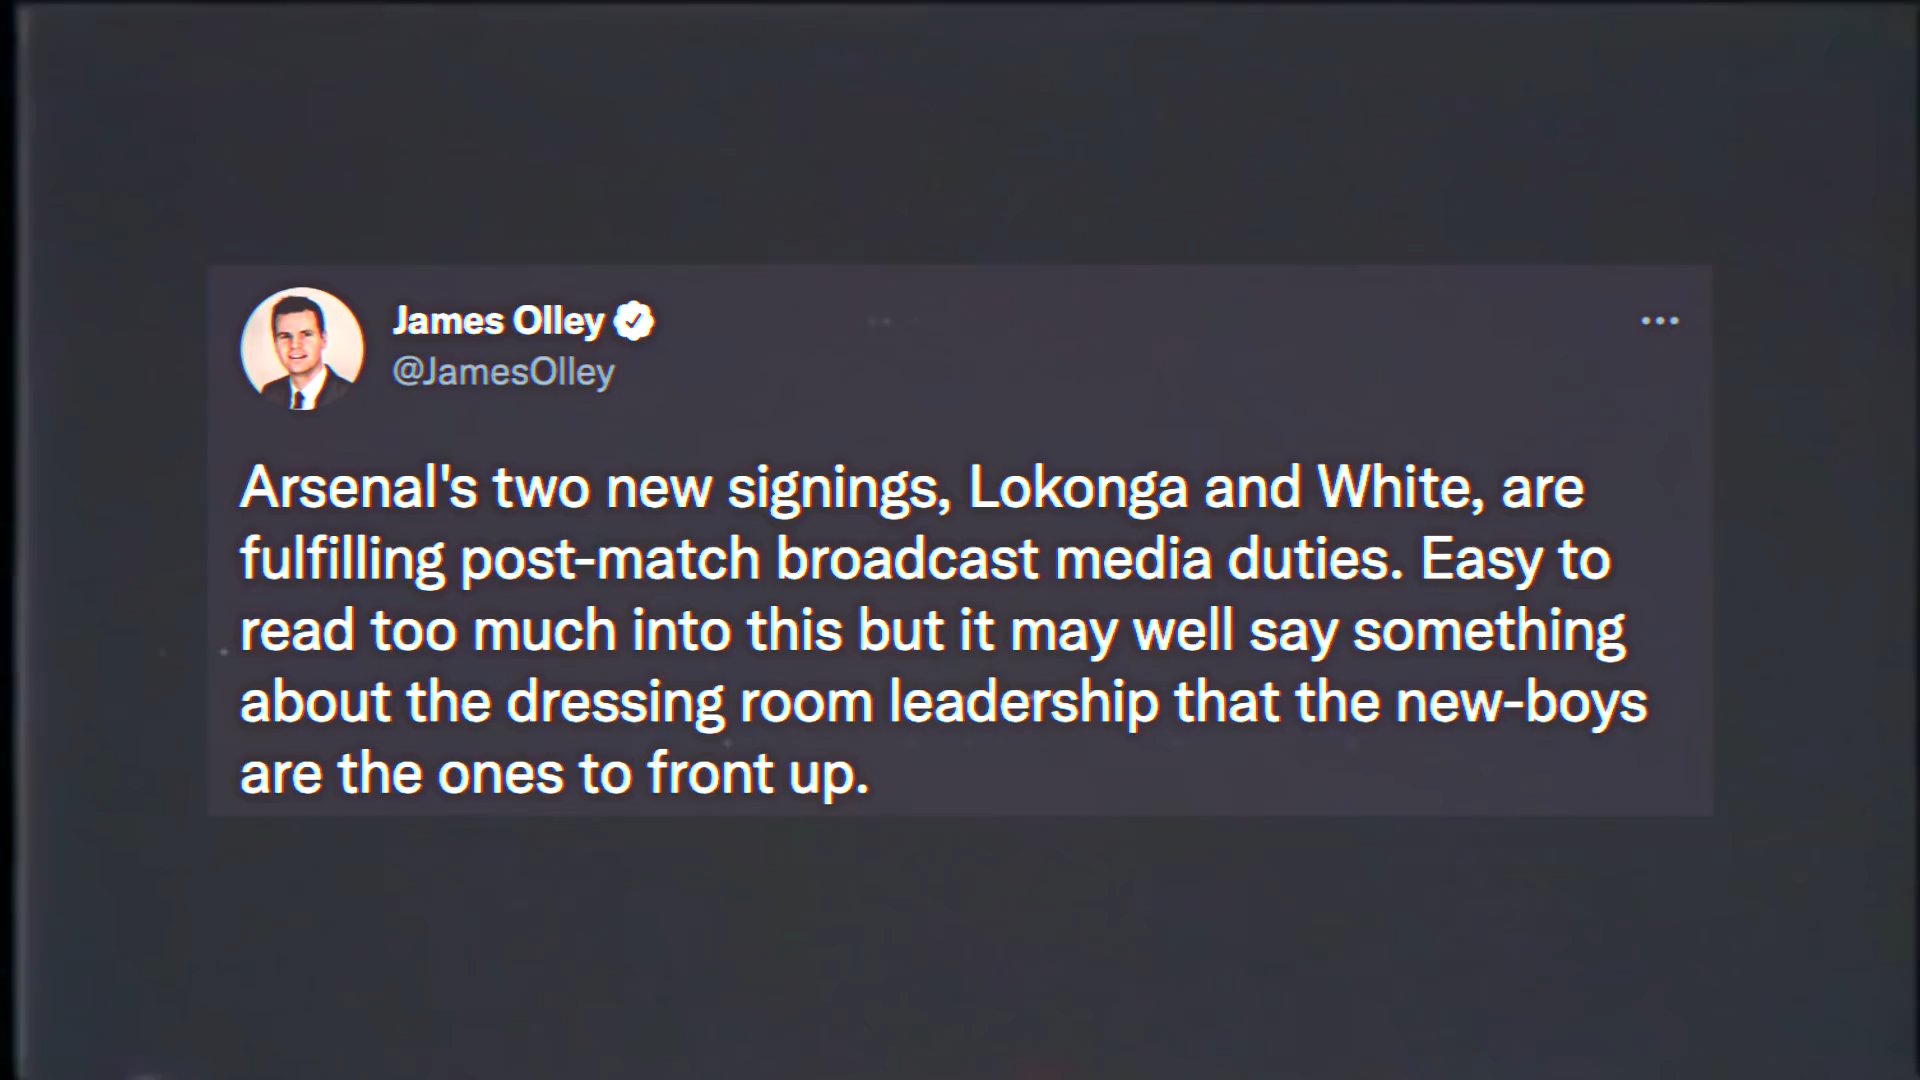 James Olley
@JamesOlley
Arsenal's two new signings, Lokonga and White, are
fulfilling post-match broadcast media duties. Easy to
read too much into this but it may well say something
about the dressing room leadership that the new-boys
are the ones to front up.